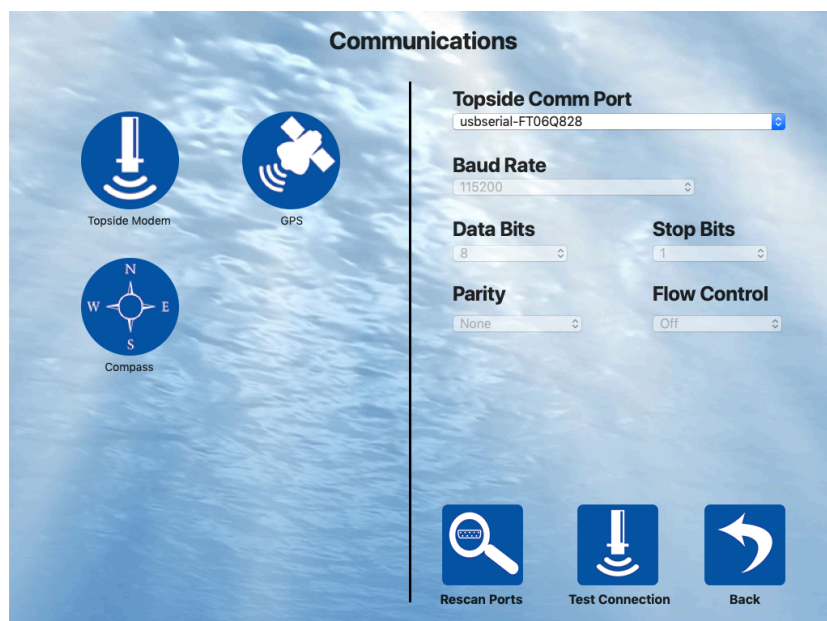 Communications
Topside Modem
GPS
N
W E
S
Compass
Topside Comm Port
usbserial-FT06Q828
Baud Rate
115200
Data Bits Stop Bits
8 1
Parity Flow Control
None Off
Rescan Ports Test Connection Back